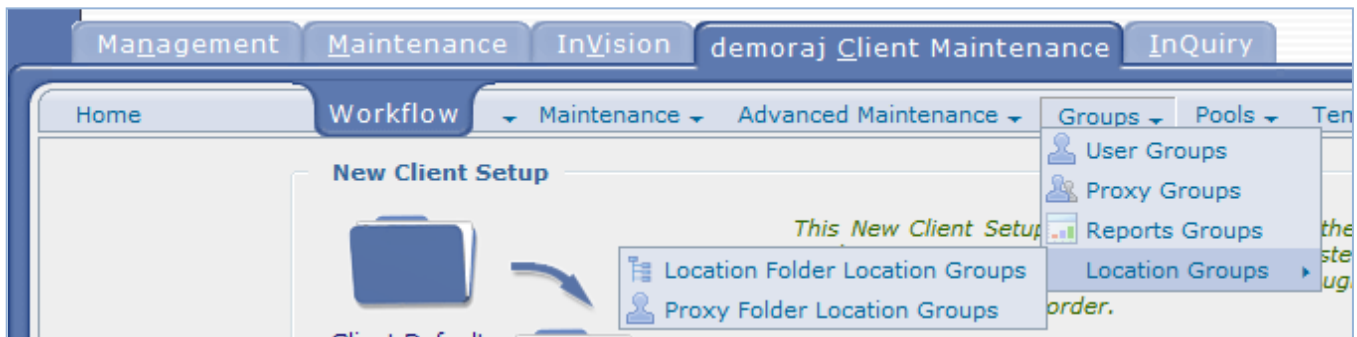 Management Maintenance InVision demoraj Client Maintenance InQuiry
Home Workflow Maintenance Advanced Maintenance Groups Pools
User Groups
New Client Setup
Proxy Groups
This New Client Setup the
Reports Groups
Location Folder Location Groups Location Groups
Proxy Folder Location Groups order.